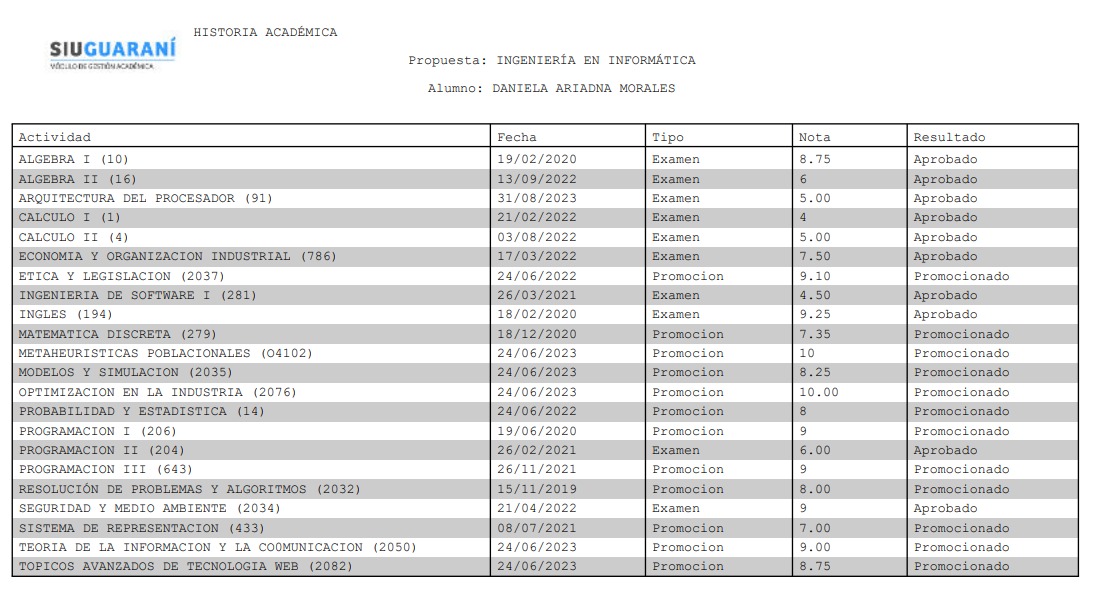 HISTORIA ACADÉMICA
SIUGUARANÍ
MÓDULO DE GESTIÓN ACADÉMICA
Propuesta: INGENIERÍA EN INFORMÁTICA
Alumno: DANIELA ARIADNA MORALES
Actividad Fecha Tipo Nota Resultado
ALGEBRA I (10) 19/02/2020 Examen 8.75 Aprobado
ALGEBRA II (16) 13/09/2022 Examen 6 Aprobado
ARQUITECTURA DEL PROCESADOR (91) 31/08/2023 Examen 5.00 Aprobado
CALCULO I (1) 21/02/2022 Examen 4 Aprobado
CALCULO II (4) 03/08/2022 Examen 5.00 Aprobado
ECONOMIA Y ORGANIZACION INDUSTRIAL (786) 17/03/2022 Examen 7.50 Aprobado
ETICA Y LEGISLACION (2037) 24/06/2022 Promocion 9.10 Promocionado
INGENIERIA DE SOFTWARE I (281) 26/03/2021 Examen 4.50 Aprobado
INGLES (194) 18/02/2020 Examen 9.25 Aprobado
MATEMATICA DISCRETA (279) 18/12/2020 Promocion 7.35 Promocionado
METAHEURISTICAS POBLACIONALES (O4102) 24/06/2023 Promocion 10 Promocionado
MODELOS Y SIMULACION (2035) 24/06/2023 Promocion 8.25 Promocionado
OPTIMIZACION EN LA INDUSTRIA (2076) 24/06/2023 Promocion 10.00 Promocionado
PROBABILIDAD Y ESTADISTICA (14) 24/06/2022 Promocion 8 Promocionado
PROGRAMACION I (206) 19/06/2020 Promocion 9 Promocionado
PROGRAMACION II (204) 26/02/2021 Examen 6.00 Aprobado
PROGRAMACION III (643) 26/11/2021 Promocion 9 Promocionado
RESOLUCIÓN DE PROBLEMAS Y ALGORITMOS (2032) 15/11/2019 Promocion 8.00 Promocionado
SEGURIDAD Y MEDIO AMBIENTE (2034) 21/04/2022 Examen 9 Aprobado
SISTEMA DE REPRESENTACION (433) 08/07/2021 Promocion 7.00 Promocionado
TEORIA DE LA INFORMACION Y LA COOMUNICACION (2050) 24/06/2023 Promocion 9.00 Promocionado
TOPICOS AVANZADOS DE TECNOLOGIA WEB (2082) 24/06/2023 Promocion 8.75 Promocionado